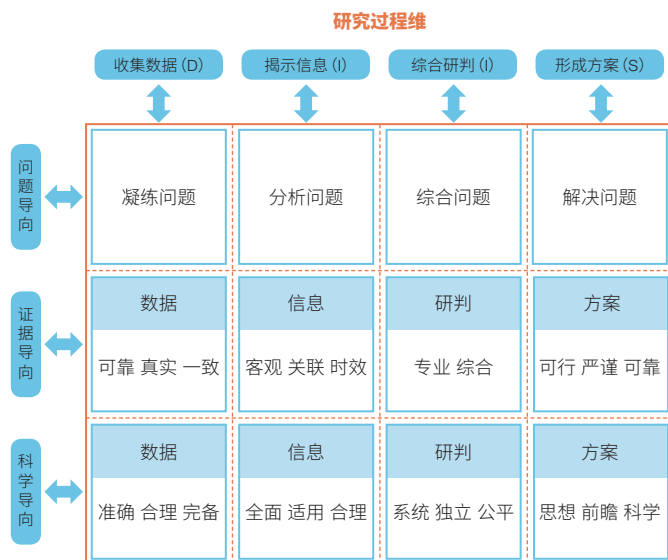 研究过程维
收集数据(D) 揭示信息(I) 综合研判(I) 形成方案(S)
问题导向 凝练问题 分析问题 综合问题 解决问题
证据导向
数据 信息 研判 方案
可靠 真实 一致 客观 关联 时效 专业 综合 可行 严谨 可靠
科学导向
数据 信息 研判 方案
准确 合理 完备 全面 适用 合理 系统 独立 公平 思想 前瞻 科学